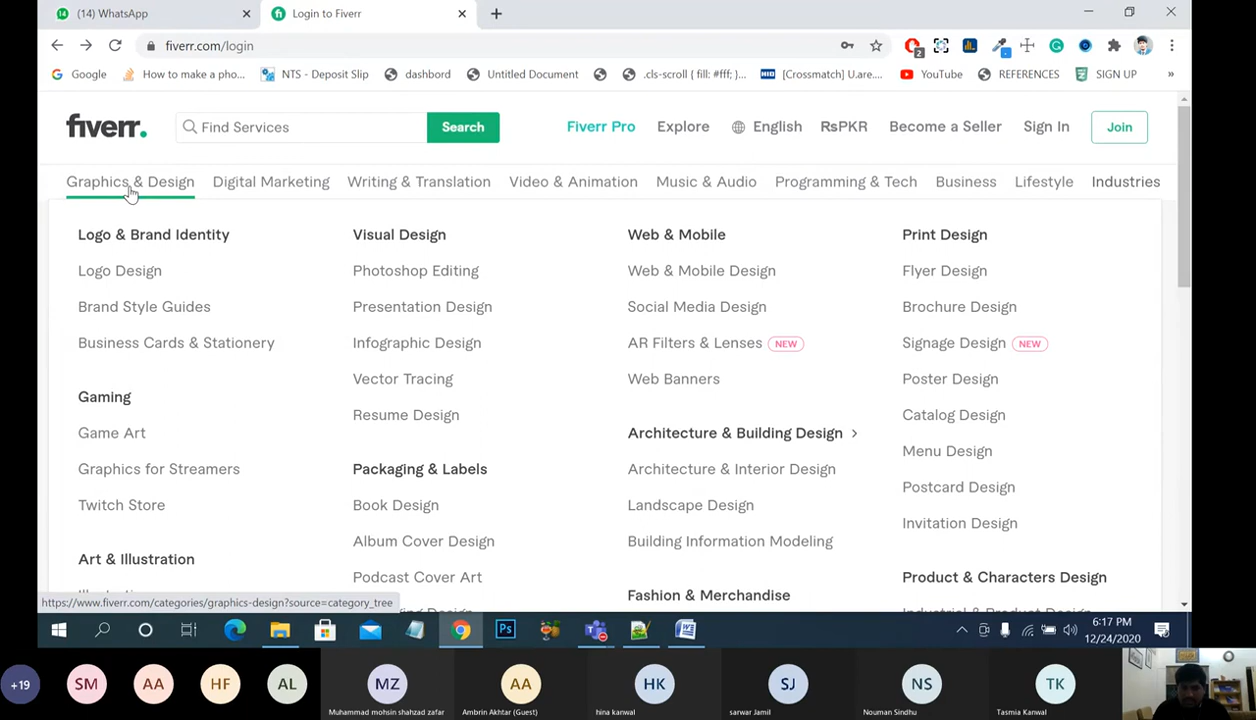 (14) WhatsApp
Login to Fiverr
fiverr.com/login
2
Google
How to make a pho...
NTS - Deposit Slip
dashbord
Untitled Document
.cls-scroll { fill: #fff; }...
HID
[Crossmatch] U.are....
YouTube
REFERENCES
SIGN UP
»
fiverr.
Find Services
Search
Fiverr Pro
Explore
English
RsPKR
Become a Seller
Sign In
Join
Graphics & Design
Digital Marketing
Writing & Translation
Video & Animation
Music & Audio
Programming & Tech
Business
Lifestyle
Industries
Logo & Brand Identity
Logo Design
Brand Style Guides
Business Cards & Stationery
Gaming
Game Art
Graphics for Streamers
Twitch Store
Art & Illustration
Visual Design
Photoshop Editing
Presentation Design
Infographic Design
Vector Tracing
Resume Design
Packaging & Labels
Book Design
Album Cover Design
Podcast Cover Art
Web & Mobile
Web & Mobile Design
Social Media Design
AR Filters & Lenses NEW
Web Banners
Architecture & Building Design
Architecture & Interior Design
Landscape Design
Building Information Modeling
Fashion & Merchandise
Print Design
Flyer Design
Brochure Design
Signage Design NEW
Poster Design
Catalog Design
Menu Design
Postcard Design
Invitation Design
Product & Characters Design
https://www.fiverr.com/categories/graphics-design?source=category_tree
Ps
6:17 PM
12/24/2020
+19
SM
AA
HF
AL
MZ
Muhammad mohsin shahzad zafar
AA
Ambrin Akhtar (Guest)
HK
hina kanwal
SJ
sarwar Jamil
NS
Nouman Sindhu
TK
Tasmia Kanwal